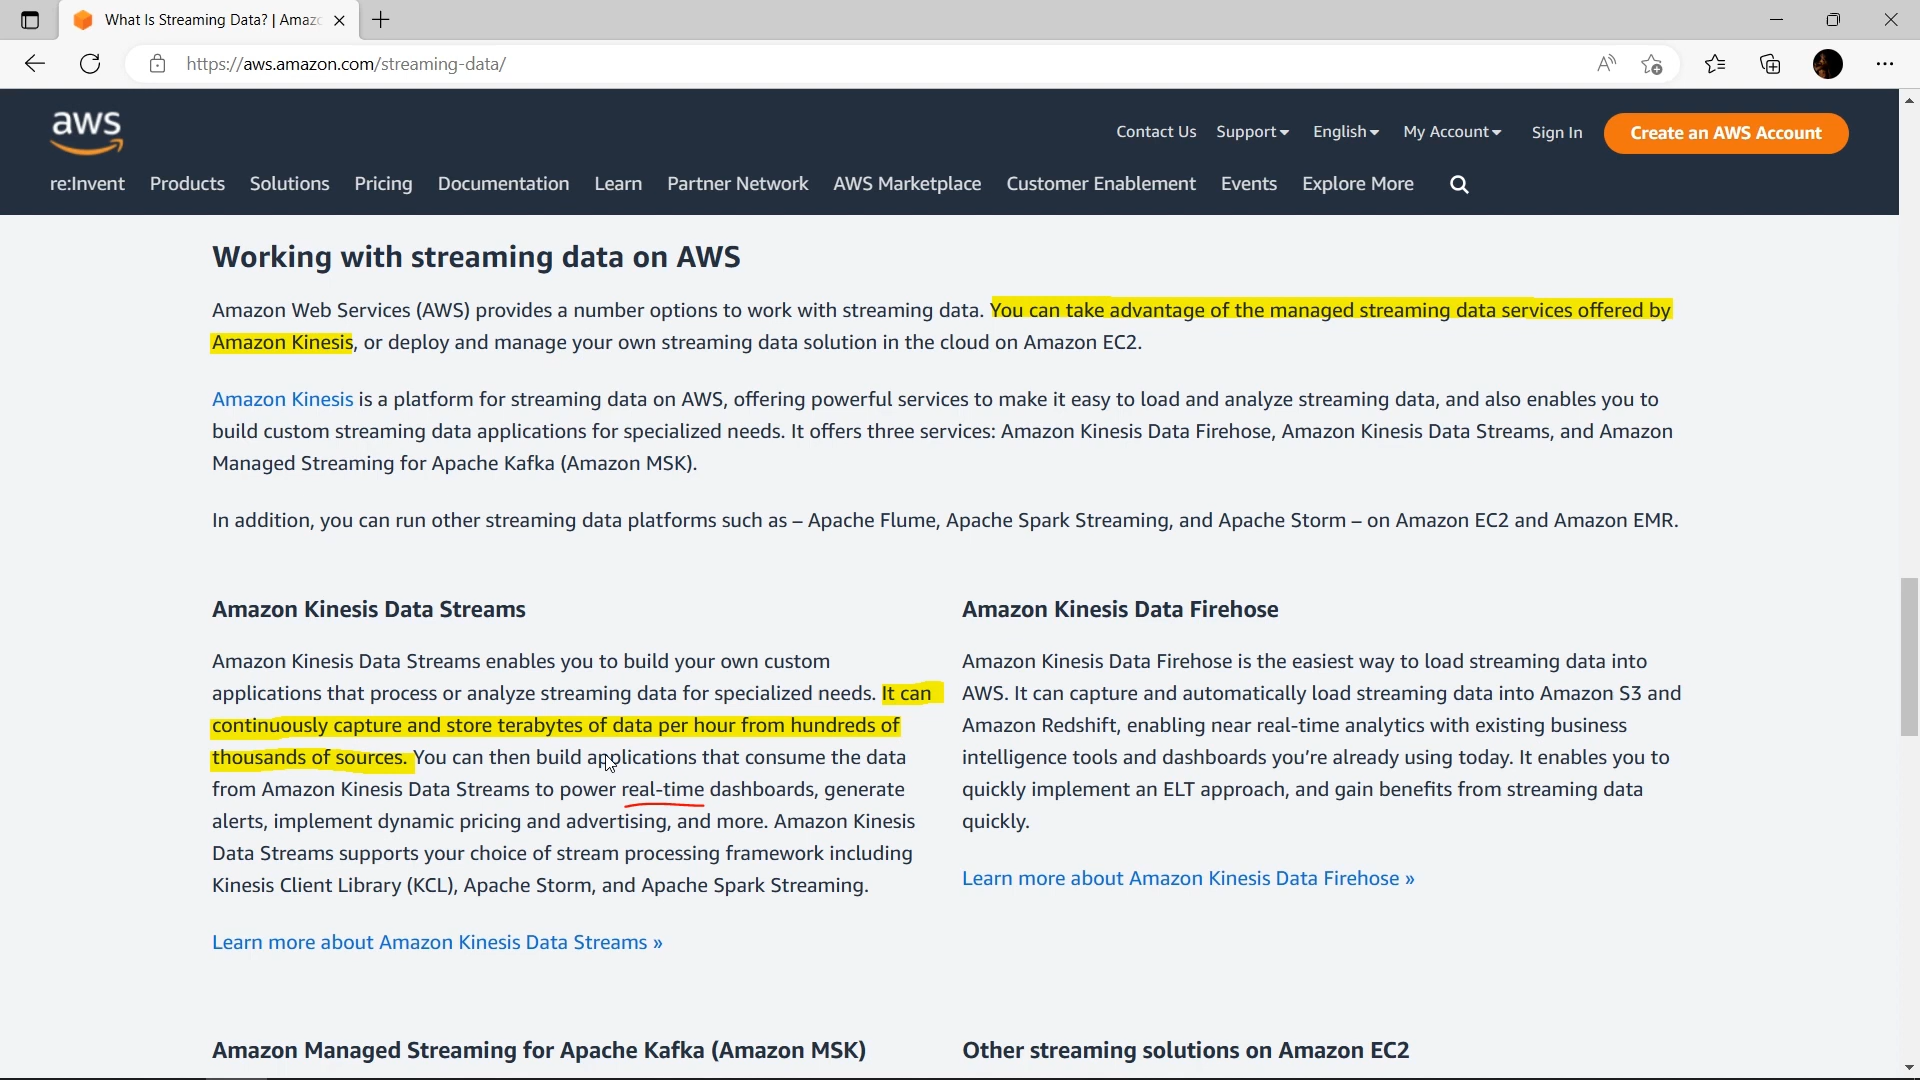 What Is Streaming Data? | Amaz
https://aws.amazon.com/streaming-data/
aws
Contact Us Support English My Account Sign In Create an AWS Account
re:Invent Products Solutions Pricing Documentation Learn Partner Network AWS Marketplace Customer Enablement Events Explore More
Working with streaming data on AWS
Amazon Web Services (AWS) provides a number options to work with streaming data. You can take advantage of the managed streaming data services offered by
Amazon Kinesis, or deploy and manage your own streaming data solution in the cloud on Amazon EC2.
Amazon Kinesis is a platform for streaming data on AWS, offering powerful services to make it easy to load and analyze streaming data, and also enables you to
build custom streaming data applications for specialized needs. It offers three services: Amazon Kinesis Data Firehose, Amazon Kinesis Data Streams, and Amazon
Managed Streaming for Apache Kafka (Amazon MSK).
In addition, you can run other streaming data platforms such as – Apache Flume, Apache Spark Streaming, and Apache Storm – on Amazon EC2 and Amazon EMR.
Amazon Kinesis Data Streams
Amazon Kinesis Data Streams enables you to build your own custom
applications that process or analyze streaming data for specialized needs. It can
continuously capture and store terabytes of data per hour from hundreds of
thousands of sources. You can then build applications that consume the data
from Amazon Kinesis Data Streams to power real-time dashboards, generate
alerts, implement dynamic pricing and advertising, and more. Amazon Kinesis
Data Streams supports your choice of stream processing framework including
Kinesis Client Library (KCL), Apache Storm, and Apache Spark Streaming.
Learn more about Amazon Kinesis Data Streams »
Amazon Kinesis Data Firehose
Amazon Kinesis Data Firehose is the easiest way to load streaming data into
AWS. It can capture and automatically load streaming data into Amazon S3 and
Amazon Redshift, enabling near real-time analytics with existing business
intelligence tools and dashboards you’re already using today. It enables you to
quickly implement an ELT approach, and gain benefits from streaming data
quickly.
Learn more about Amazon Kinesis Data Firehose »
Amazon Managed Streaming for Apache Kafka (Amazon MSK)
Other streaming solutions on Amazon EC2